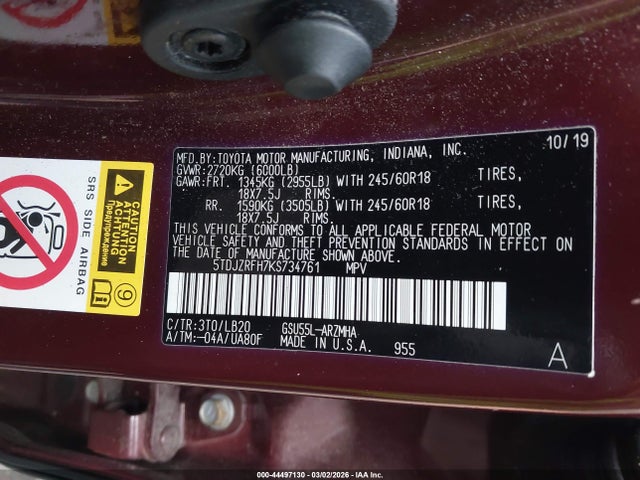 10/19
MFD.BY:TOYOTA MOTOR MANUFACTURING, INDIANA, INC.
GVWR:2720KG (6000LB)
GAWR:FRT. 1345KG (2955LB) WITH 245/60R18 TIRES,
18X7.5J RIMS.
RR. 1590KG (3505LB) WITH 245/60R18 TIRES,
18X7.5J RIMS.
THIS VEHICLE CONFORMS TO ALL APPLICABLE FEDERAL MOTOR
VEHICLE SAFETY AND THEFT PREVENTION STANDARDS IN EFFECT ON
THE DATE OF MANUFACTURE SHOWN ABOVE.
5TDJZRFH7KS734761 MPV
C/TR:3T0/LB20 GSU55L-ARZMHA
A/TM:-04A/UA80F MADE IN U.S.A. 955 A
SRS SIDE AIRBAG
CAUTION
ATTENTION
ACHTUNG
Предупреждение
9
000-44497130 - 03/02/2026 - IAA Inc.